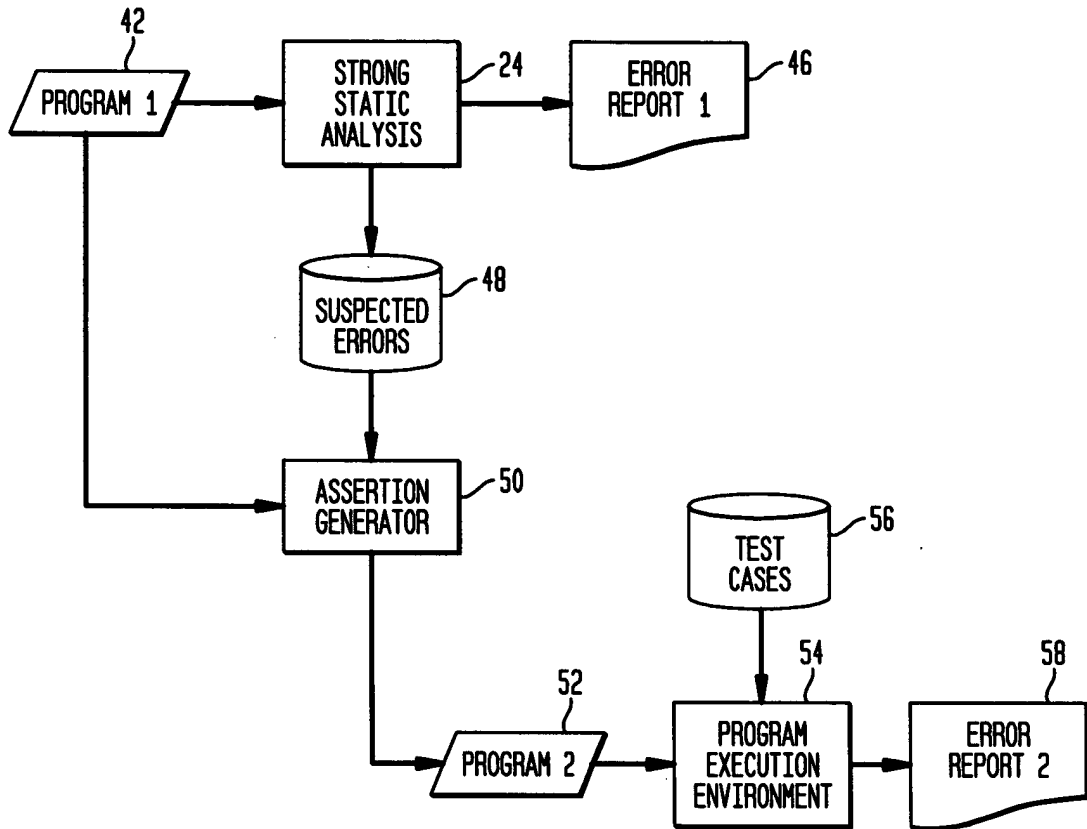 42
PROGRAM 1
STRONG
STATIC
ANALYSIS
24
ERROR
REPORT 1
46
SUSPECTED
ERRORS
48
ASSERTION
GENERATOR
50
TEST
CASES
56
52
PROGRAM 2
54
PROGRAM
EXECUTION
ENVIRONMENT
58
ERROR
REPORT 2